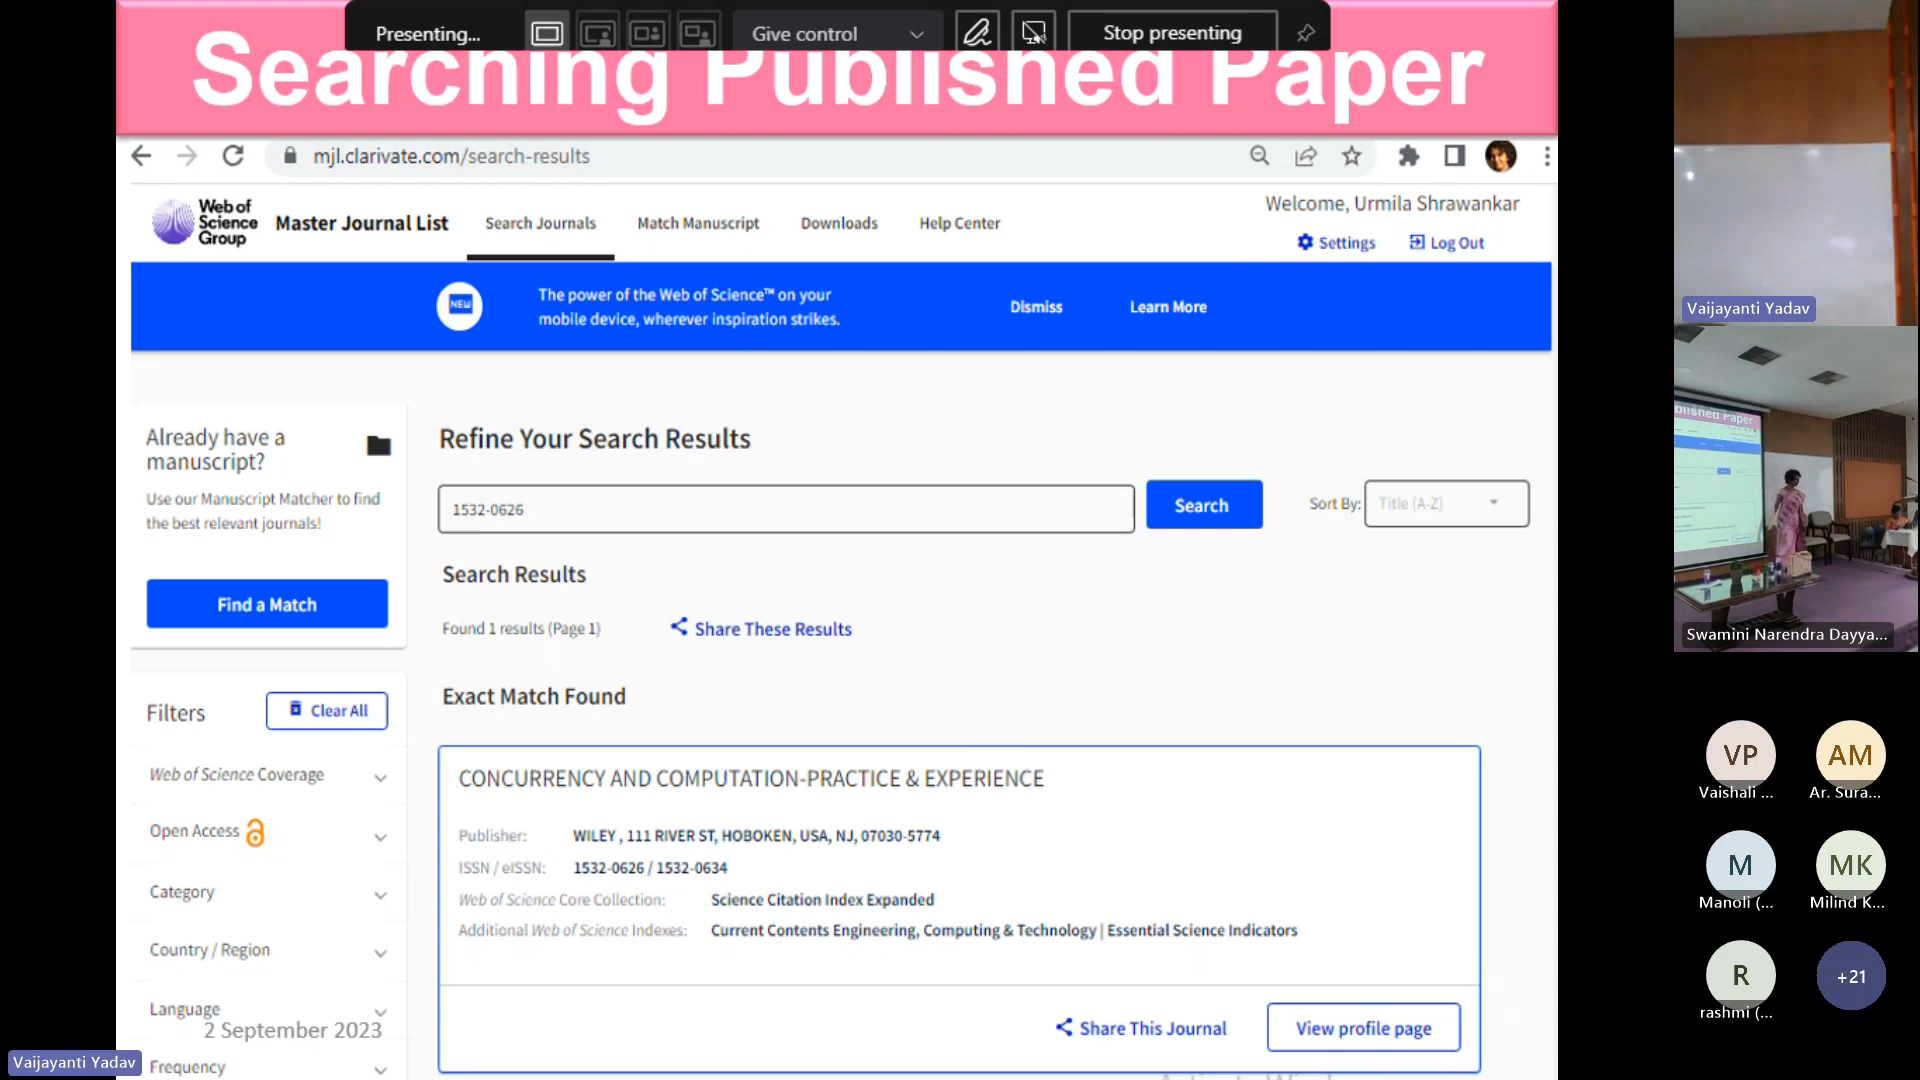 Presenting...
Give control
Stop presenting
Searching Published Paper
mjl.clarivate.com/search-results
Web of
Science
Group
Master Journal List
Search Journals
Match Manuscript
Downloads
Help Center
Welcome, Urmila Shrawankar
Settings
Log Out
NEW
The power of the Web of Science™ on your
mobile device, wherever inspiration strikes.
Dismiss
Learn More
Already have a
manuscript?
Use our Manuscript Matcher to find
the best relevant journals!
Find a Match
Refine Your Search Results
1532-0626
Search
Sort By:
Title (A-Z)
Search Results
Found 1 results (Page 1)
Share These Results
Exact Match Found
Filters
Clear All
Web of Science Coverage
Open Access
Category
Country / Region
Language
2 September 2023
Frequency
CONCURRENCY AND COMPUTATION-PRACTICE & EXPERIENCE
Publisher: WILEY , 111 RIVER ST, HOBOKEN, USA, NJ, 07030-5774
ISSN / eISSN: 1532-0626 / 1532-0634
Web of Science Core Collection: Science Citation Index Expanded
Additional Web of Science Indexes: Current Contents Engineering, Computing & Technology | Essential Science Indicators
Share This Journal
View profile page
Vaijayanti Yadav
Vaijayanti Yadav
Paper
Swamini Narendra Dayya...
VP
Vaishali ...
AM
Ar. Sura...
M
Manoli (...
MK
Milind K...
R
rashmi (...
+21